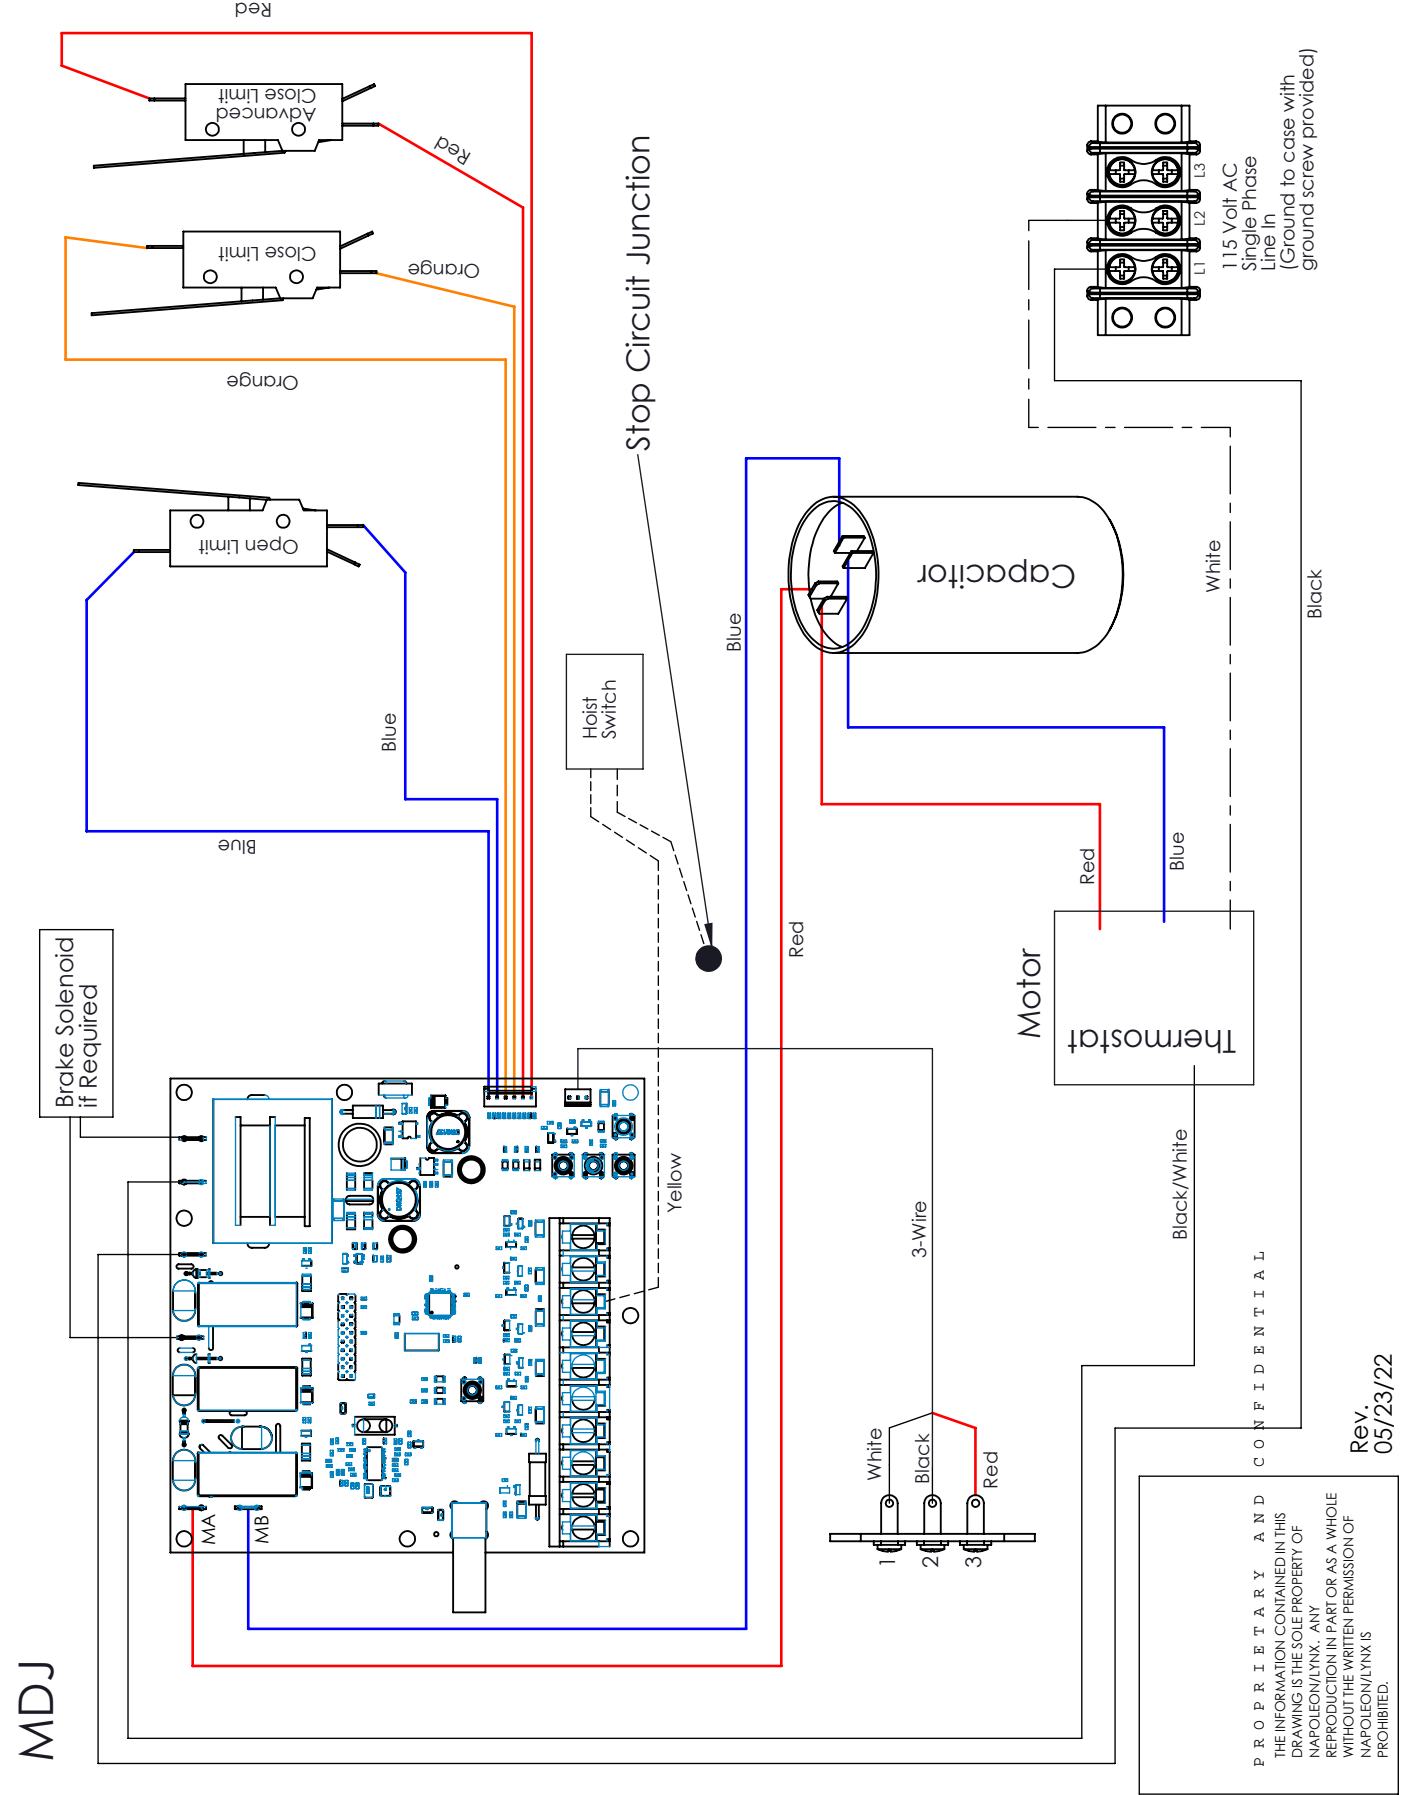 MDJ
Brake Solenoid
if Required
Blue
Blue
Open Limit
Orange
Orange
Close Limit
Red
Red
Advanced
Close Limit
MA
MB
Yellow
Hoist
Switch
Stop Circuit Junction
Blue
Red
Capacitor
White
Black
3-Wire
White
Black
Red
1
2
3
Motor
Thermostat
Red
Blue
Black/White
L1
L2
L3
115 Volt AC
Single Phase
Line In
(Ground to case with
ground screw provided)
PROPRIETARY AND CONFIDENTIAL
THE INFORMATION CONTAINED IN THIS
DRAWING IS THE SOLE PROPERTY OF
NAPOLEON/LYNX. ANY
REPRODUCTION IN PART OR AS A WHOLE
WITHOUT THE WRITTEN PERMISSION OF
NAPOLEON/LYNX IS
PROHIBITED.
Rev.
05/23/22